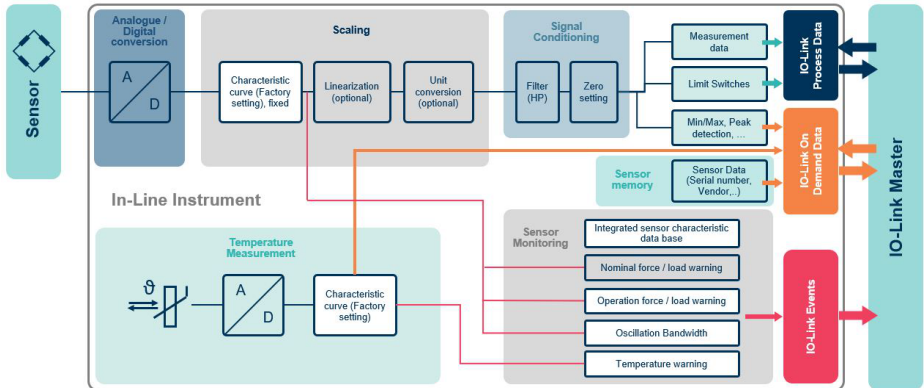 Sensor
Analogue /
Digital
conversion
A
D
Scaling
Characteristic
curve (Factory
setting), fixed
Linearization
(optional)
Unit
conversion
(optional)
Signal
Conditioning
Filter
(HP)
Zero
setting
Measurement
data
Limit Switches
Min/Max, Peak
detection, ...
IO-Link
Process Data
IO-Link On
Demand Data
IO-Link Master
Sensor
memory
Sensor Data
(Serial number,
Vendor,..)
In-Line Instrument
Temperature
Measurement
ϑ
A
D
Characteristic
curve (Factory
setting)
Sensor
Monitoring
Integrated sensor characteristic
data base
Nominal force / load warning
Operation force / load warning
Oscillation Bandwidth
Temperature warning
IO-Link Events